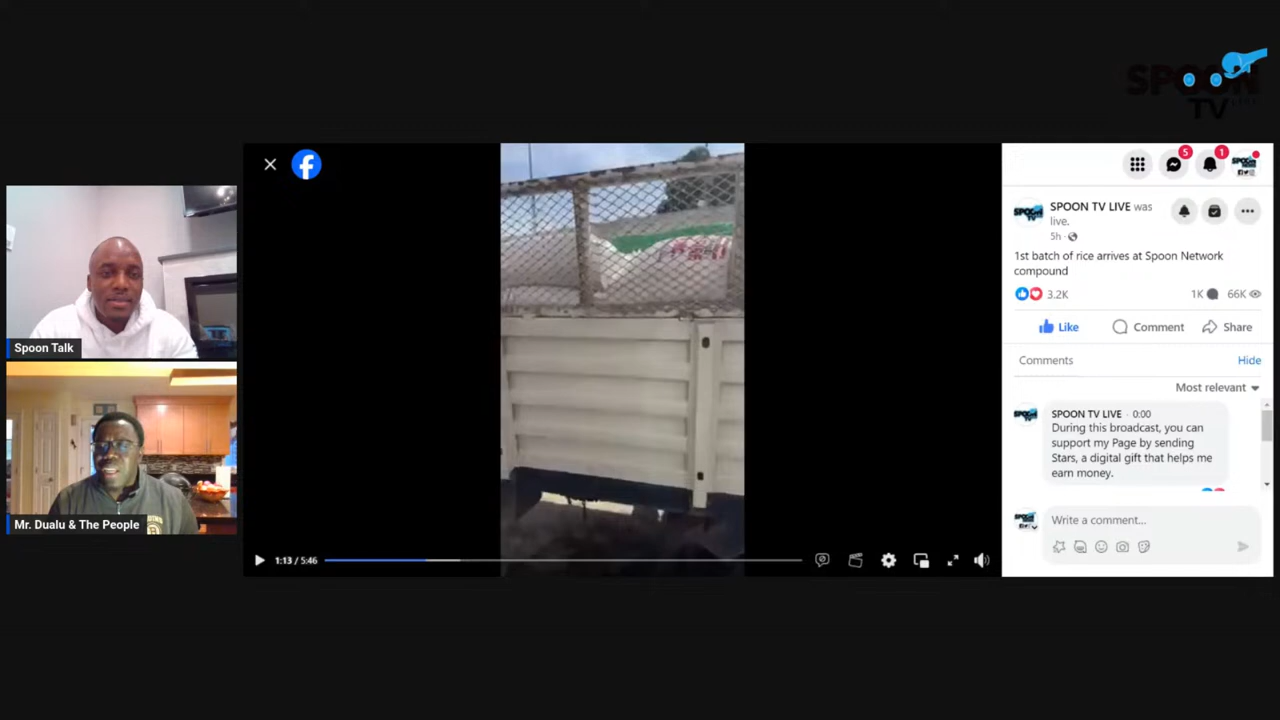 SPOON
TV
Spoon Talk
Mr. Dualu & The People
1:13 / 5:46
5
1
SPOON TV LIVE was
live.
5h ·
1st batch of rice arrives at Spoon Network
compound
3.2K
1K
66K
Like
Comment
Share
Comments
Hide
Most relevant
SPOON TV LIVE · 0:00
During this broadcast, you can
support my Page by sending
Stars, a digital gift that helps me
earn money.
Write a comment...